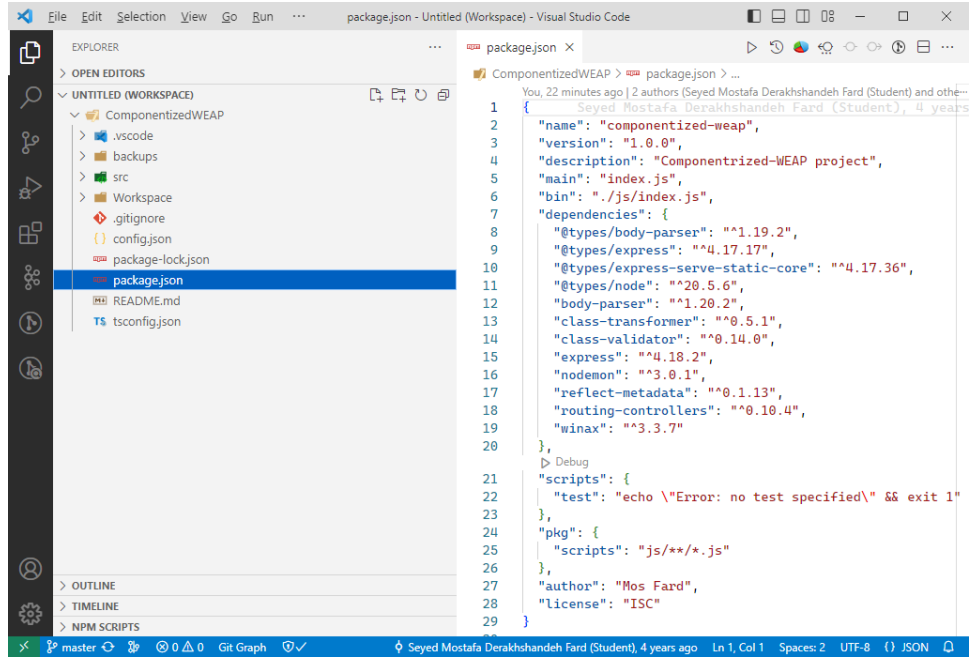 File Edit Selection View Go Run ··· package.json - Untitled (Workspace) - Visual Studio Code
EXPLORER ···
OPEN EDITORS
UNTITLED (WORKSPACE)
ComponentizedWEAP
.vscode
backups
src
Workspace
.gitignore
{ } config.json
package-lock.json
package.json
README.md
TS tsconfig.json
OUTLINE
TIMELINE
NPM SCRIPTS
package.json ×
ComponentizedWEAP > package.json > ...
You, 22 minutes ago | 2 authors (Seyed Mostafa Derakhshandeh Fard (Student) and othe···
1 { Seyed Mostafa Derakhshandeh Fard (Student), 4 years
2 "name": "componentized-weap",
3 "version": "1.0.0",
4 "description": "Componentrized-WEAP project",
5 "main": "index.js",
6 "bin": "./js/index.js",
7 "dependencies": {
8 "@types/body-parser": "^1.19.2",
9 "@types/express": "^4.17.17",
10 "@types/express-serve-static-core": "^4.17.36",
11 "@types/node": "^20.5.6",
12 "body-parser": "^1.20.2",
13 "class-transformer": "^0.5.1",
14 "class-validator": "^0.14.0",
15 "express": "^4.18.2",
16 "nodemon": "^3.0.1",
17 "reflect-metadata": "^0.1.13",
18 "routing-controllers": "^0.10.4",
19 "winax": "^3.3.7"
20 },
Debug
21 "scripts": {
22 "test": "echo \"Error: no test specified\" && exit 1"
23 },
24 "pkg": {
25 "scripts": "js/**/*.js"
26 },
27 "author": "Mos Fard",
28 "license": "ISC"
29 }
master 0 0 Git Graph Seyed Mostafa Derakhshandeh Fard (Student), 4 years ago Ln 1, Col 1 Spaces: 2 UTF-8 { } JSON